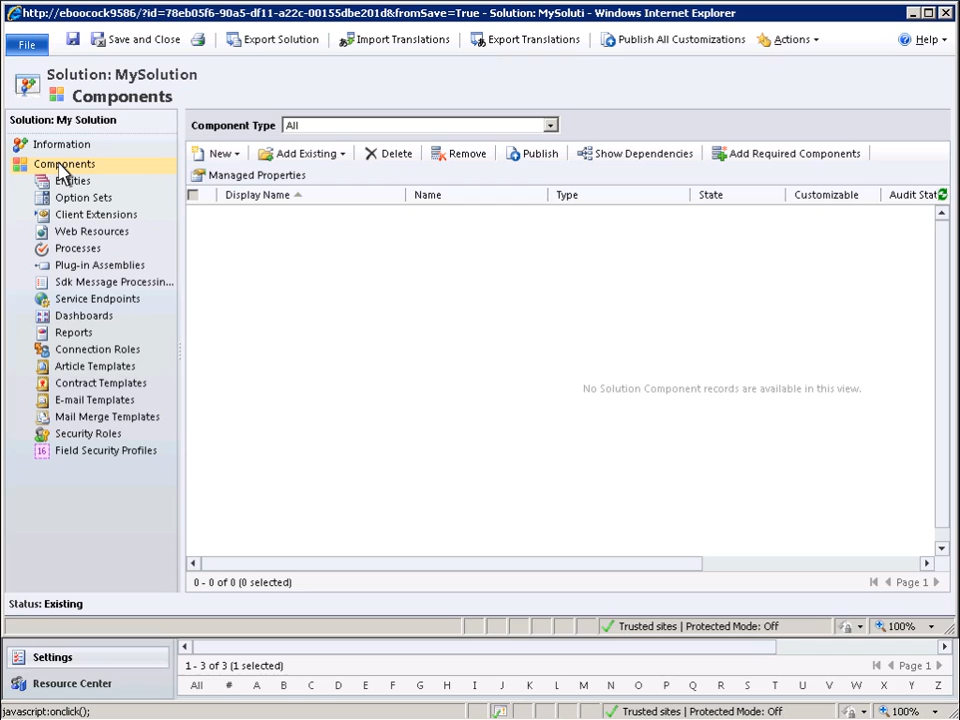 http://eboocock9586/?id=78eb05f6-90a5-df11-a22c-00155dbe201d&fromSave=True - Solution: MySoluti - Windows Internet Explorer
File
Save and Close
Export Solution
Import Translations
Export Translations
Publish All Customizations
Actions
Help
Solution: MySolution
Components
Solution: My Solution
Information
Components
Entities
Option Sets
Client Extensions
Web Resources
Processes
Plug-in Assemblies
Sdk Message Processin...
Service Endpoints
Dashboards
Reports
Connection Roles
Article Templates
Contract Templates
E-mail Templates
Mail Merge Templates
Security Roles
16 Field Security Profiles
Component Type All
New
Add Existing
Delete
Remove
Publish
Show Dependencies
Add Required Components
Managed Properties
Display Name Name Type State Customizable Audit Stat
No Solution Component records are available in this view.
0 - 0 of 0 (0 selected)
Page 1
Status: Existing
Trusted sites | Protected Mode: Off
100%
Settings
Resource Center
1 - 3 of 3 (1 selected)
Page 1
All # A B C D E F G H I J K L M N O P Q R S T U V W X Y Z
javascript:onclick();
Trusted sites | Protected Mode: Off
100%